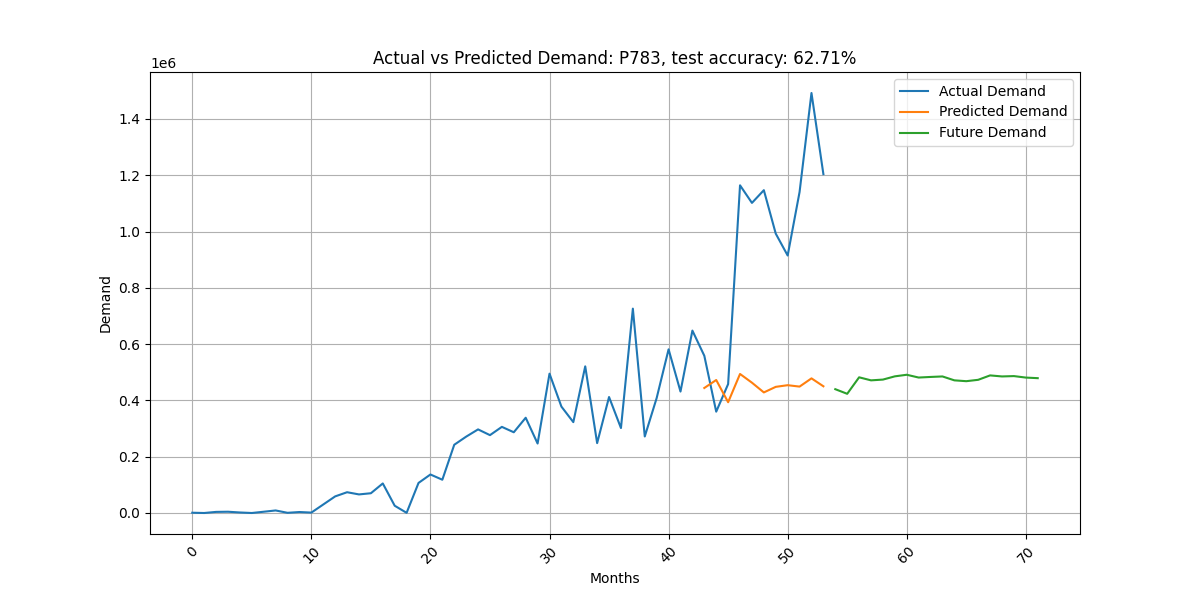 Actual vs Predicted Demand: P783, test accuracy: 62.71%
1e6
Actual Demand
Predicted Demand
Future Demand
1.4
1.2
1.0
0.8
0.6
0.4
0.2
0.0
Demand
0 10 20 30 40 50 60 70
Months